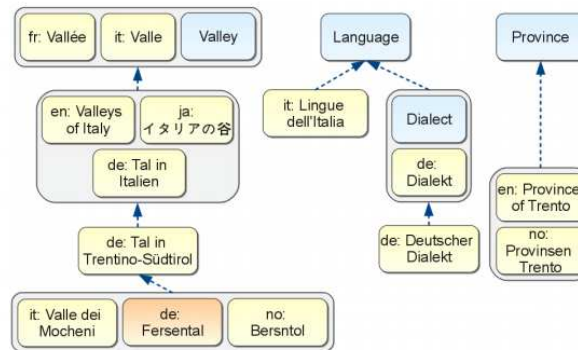 fr: Vallée
it: Valle
Valley
en: Valleys
of Italy
ja:
イタリアの谷
de: Tal in
Italien
de: Tal in
Trentino-Südtirol
it: Valle dei
Mocheni
de:
Fersental
no:
Bersntol
Language
it: Lingue
dell'Italia
Dialect
de:
Dialekt
de: Deutscher
Dialekt
Province
en: Province
of Trento
no:
Provinsen
Trento